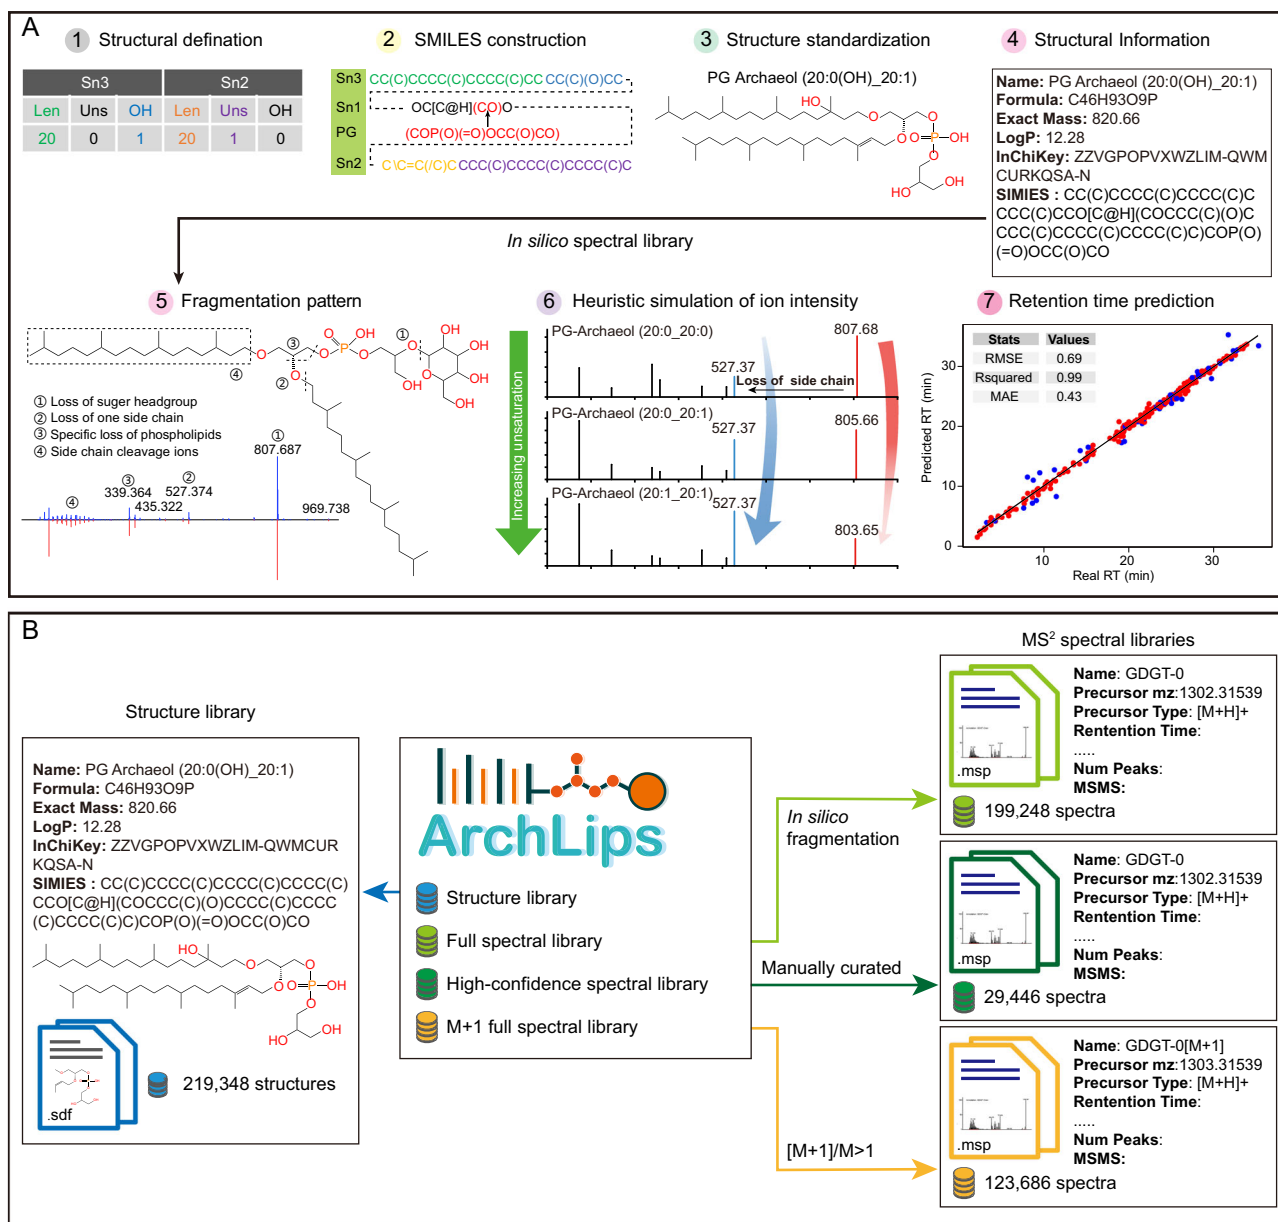 A
1 Structural defination
Sn3 Sn2
Len Uns OH Len Uns OH
20 0 1 20 1 0
2 SMILES construction
Sn3 CC(C)CCCC(C)CCCC(C)CCCC(C)(O)CC
Sn1 OC[C@H](CO)O
PG (COP(O)(=O)OCC(O)CO)
Sn2 C\C=C(/C)CCCC(C)CCCC(C)CCCC(C)C
3 Structure standardization
PG Archaeol (20:0(OH)_20:1)
HO
O
O
O
O
P
OH
O
HO
OH
4 Structural Information
Name: PG Archaeol (20:0(OH)_20:1)
Formula: C46H93O9P
Exact Mass: 820.66
LogP: 12.28
InChiKey: ZZVGPOPVXWZLIM-QWM
CURKQSA-N
SIMIES : CC(C)CCCC(C)CCCC(C)C
CCC(C)CCO[C@H](COCCC(C)(O)C
CCC(C)CCCC(C)CCCC(C)C)COP(O)
(=O)OCC(O)CO
In silico spectral library
5 Fragmentation pattern
O
OH
O
P
O
O
HO
O
OH
OH
OH
OH
O
① Loss of suger headgroup
② Loss of one side chain
③ Specific loss of phospholipids
④ Side chain cleavage ions
①
②
③
④
①
807.687
③
339.364
②
527.374
④
435.322
969.738
6 Heuristic simulation of ion intensity
Increasing unsaturation
PG-Archaeol (20:0_20:0)
807.68
527.37
Loss of side chain
PG-Archaeol (20:0_20:1)
527.37
805.66
PG-Archaeol (20:1_20:1)
527.37
803.65
7 Retention time prediction
Stats Values
RMSE 0.69
Rsquared 0.99
MAE 0.43
Predicted RT (min)
30
20
10
0
10 20 30
Real RT (min)
B
Structure library
Name: PG Archaeol (20:0(OH)_20:1)
Formula: C46H93O9P
Exact Mass: 820.66
LogP: 12.28
InChiKey: ZZVGPOPVXWZLIM-QWMCUR
KQSA-N
SIMIES : CC(C)CCCC(C)CCCC(C)CCCC(C)
CCO[C@H](COCCC(C)(O)CCCC(C)CCCC
(C)CCCC(C)C)COP(O)(=O)OCC(O)CO
HO
O
O
O
O
P
OH
O
HO
OH
.sdf
219,348 structures
ArchLips
Structure library
Full spectral library
High-confidence spectral library
M+1 full spectral library
In silico
fragmentation
Manually curated
[M+1]/M>1
MS² spectral libraries
Name: GDGT-0
Precursor mz:1302.31539
Precursor Type: [M+H]+
Rentention Time:
.....
Num Peaks:
MSMS:
.msp
199,248 spectra
Name: GDGT-0
Precursor mz:1302.31539
Precursor Type: [M+H]+
Rentention Time:
.....
Num Peaks:
MSMS:
.msp
29,446 spectra
Name: GDGT-0[M+1]
Precursor mz:1303.31539
Precursor Type: [M+H]+
Rentention Time:
.....
Num Peaks:
MSMS:
.msp
123,686 spectra